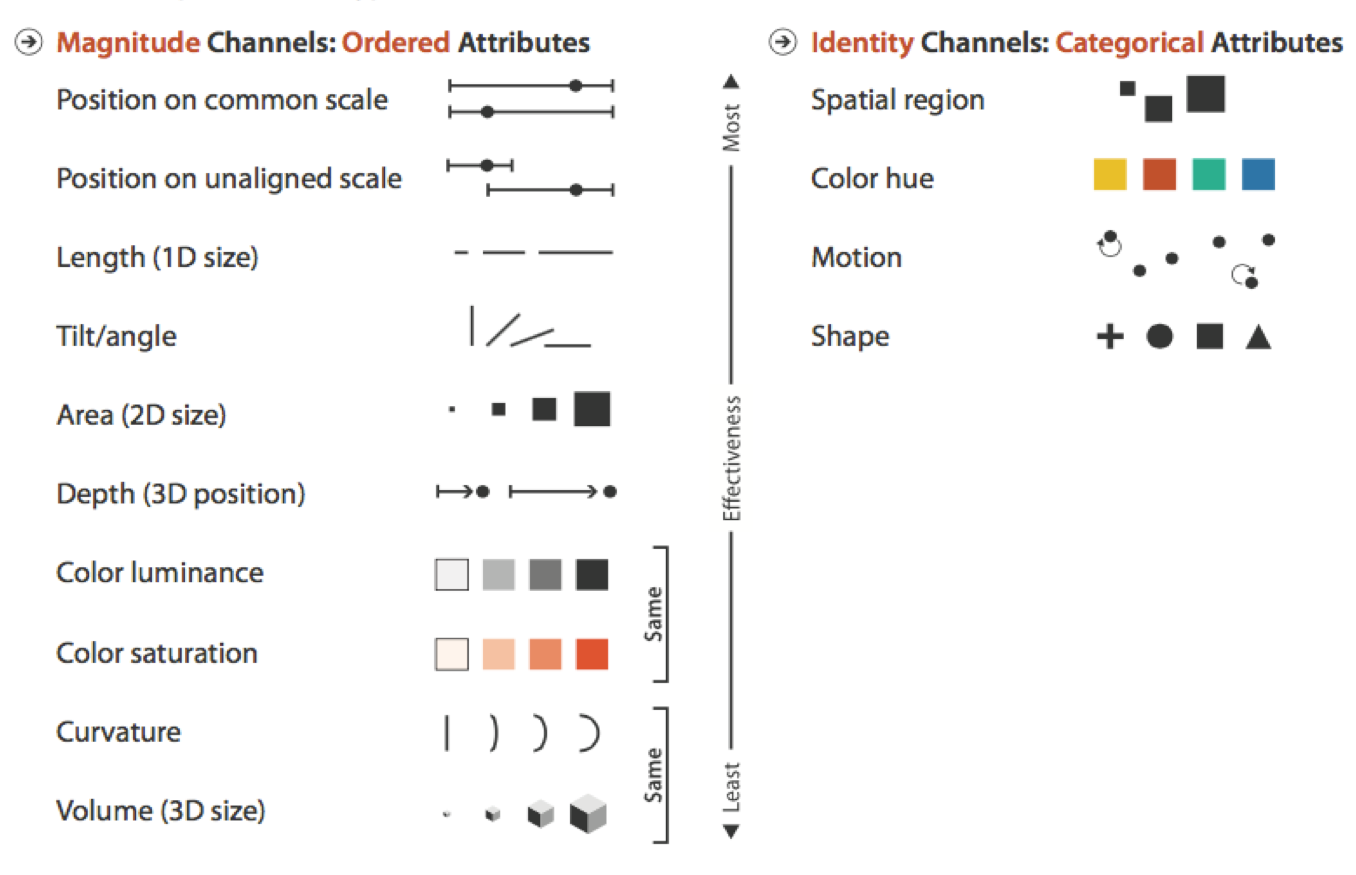 Magnitude Channels: Ordered Attributes
Position on common scale
Position on unaligned scale
Length (1D size)
Tilt/angle
Area (2D size)
Depth (3D position)
Color luminance
Color saturation
Curvature
Volume (3D size)
Same
Same
Most
Effectiveness
Least
Identity Channels: Categorical Attributes
Spatial region
Color hue
Motion
Shape